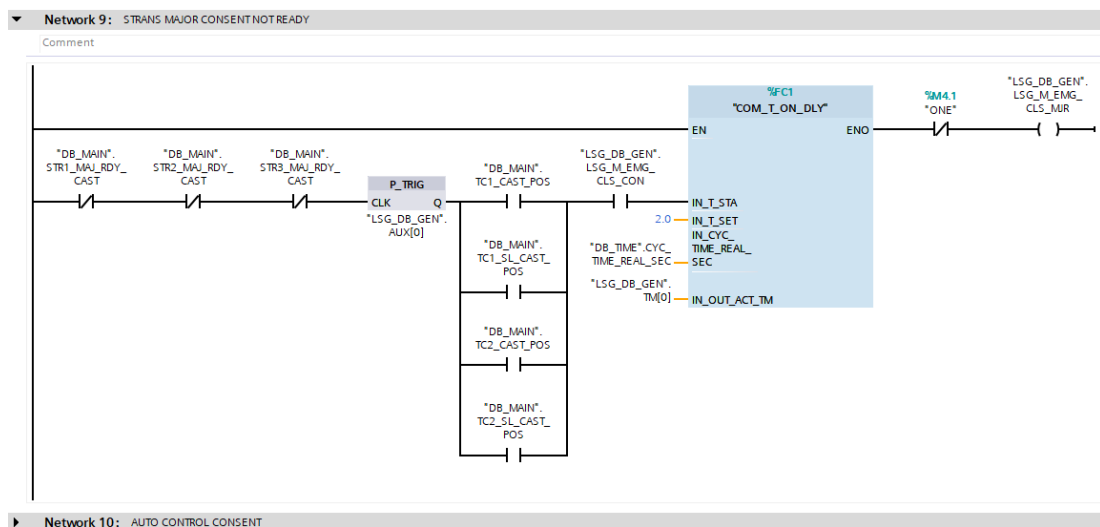 Network 9: STRANS MAJOR CONSENT NOT READY
Comment
%FC1
"COM_T_ON_DLY"
EN
ENO
%M4.1
"ONE"
"LSG_DB_GEN".
LSG_M_EMG_
CLS_MJR
"DB_MAIN".
STR1_MAJ_RDY_
CAST
"DB_MAIN".
STR2_MAJ_RDY_
CAST
"DB_MAIN".
STR3_MAJ_RDY_
CAST
P_TRIG
CLK
Q
"LSG_DB_GEN".
AUX[0]
"DB_MAIN".
TC1_CAST_POS
"DB_MAIN".
TC1_SL_CAST_
POS
"DB_MAIN".
TC2_CAST_POS
"DB_MAIN".
TC2_SL_CAST_
POS
"LSG_DB_GEN".
LSG_M_EMG_
CLS_CON
IN_T_STA
2.0
IN_T_SET
"DB_TIME".CYC_
TIME_REAL_SEC
IN_CYC_
TIME_REAL_
SEC
"LSG_DB_GEN".
TM[0]
IN_OUT_ACT_TM
Network 10: AUTO CONTROL CONSENT